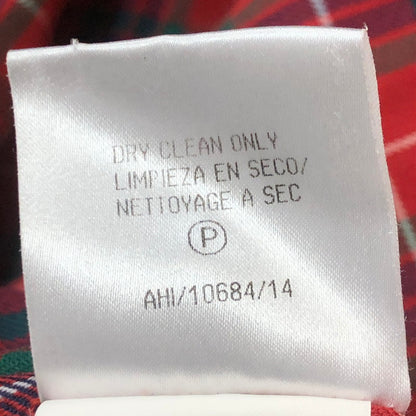 DRY CLEAN ONLY
LIMPIEZA EN SECO/
NETTOYAGE A SEC
P
AHI/10684/14